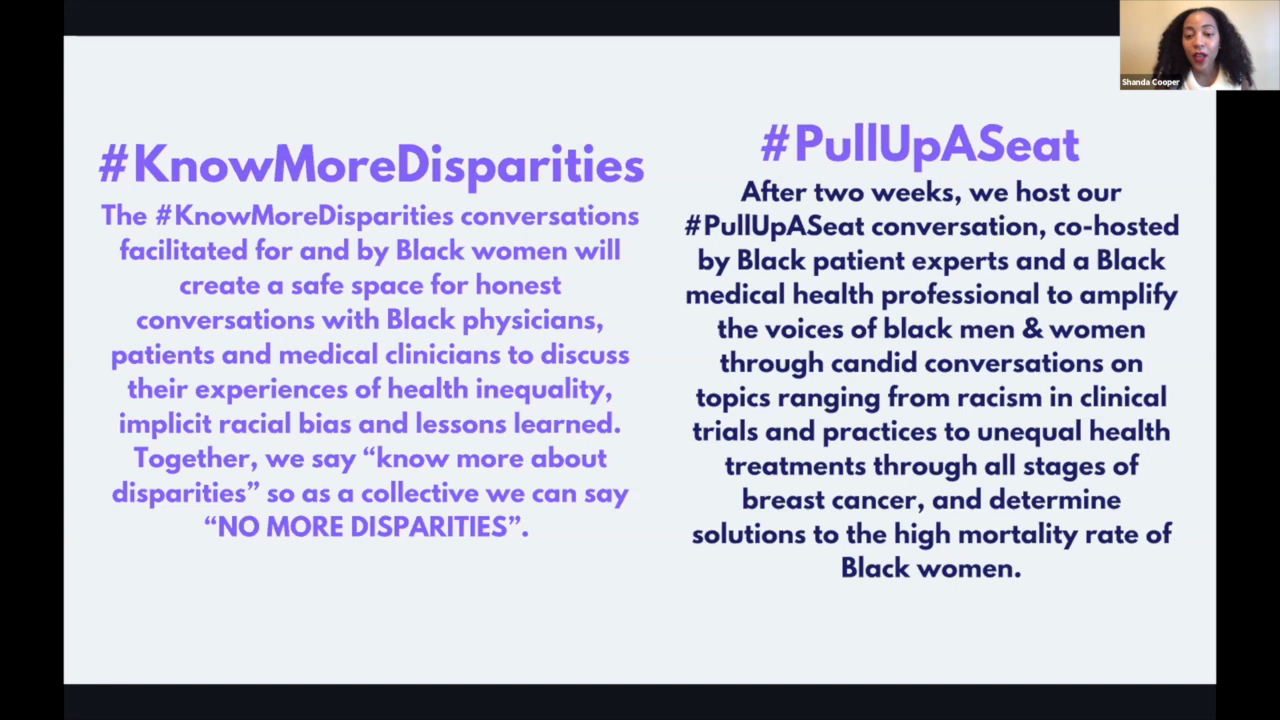 #KnowMoreDisparities
The #KnowMoreDisparities conversations
facilitated for and by Black women will
create a safe space for honest
conversations with Black physicians,
patients and medical clinicians to discuss
their experiences of health inequality,
implicit racial bias and lessons learned.
Together, we say “know more about
disparities” so as a collective we can say
“NO MORE DISPARITIES”.
#PullUpASeat
After two weeks, we host our
#PullUpASeat conversation, co-hosted
by Black patient experts and a Black
medical health professional to amplify
the voices of black men & women
through candid conversations on
topics ranging from racism in clinical
trials and practices to unequal health
treatments through all stages of
breast cancer, and determine
solutions to the high mortality rate of
Black women.
Shanda Cooper